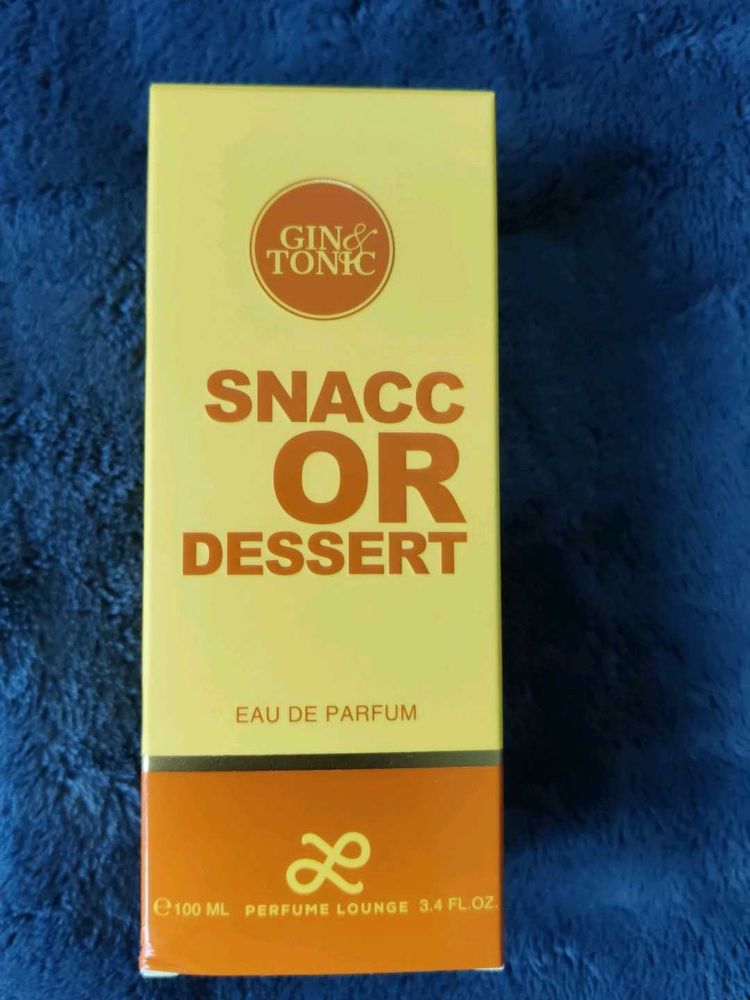 GIN&
TONIC
SNACC
OR
DESSERT
EAU DE PARFUM
℮100 ML PERFUME LOUNGE 3.4 FL.OZ.